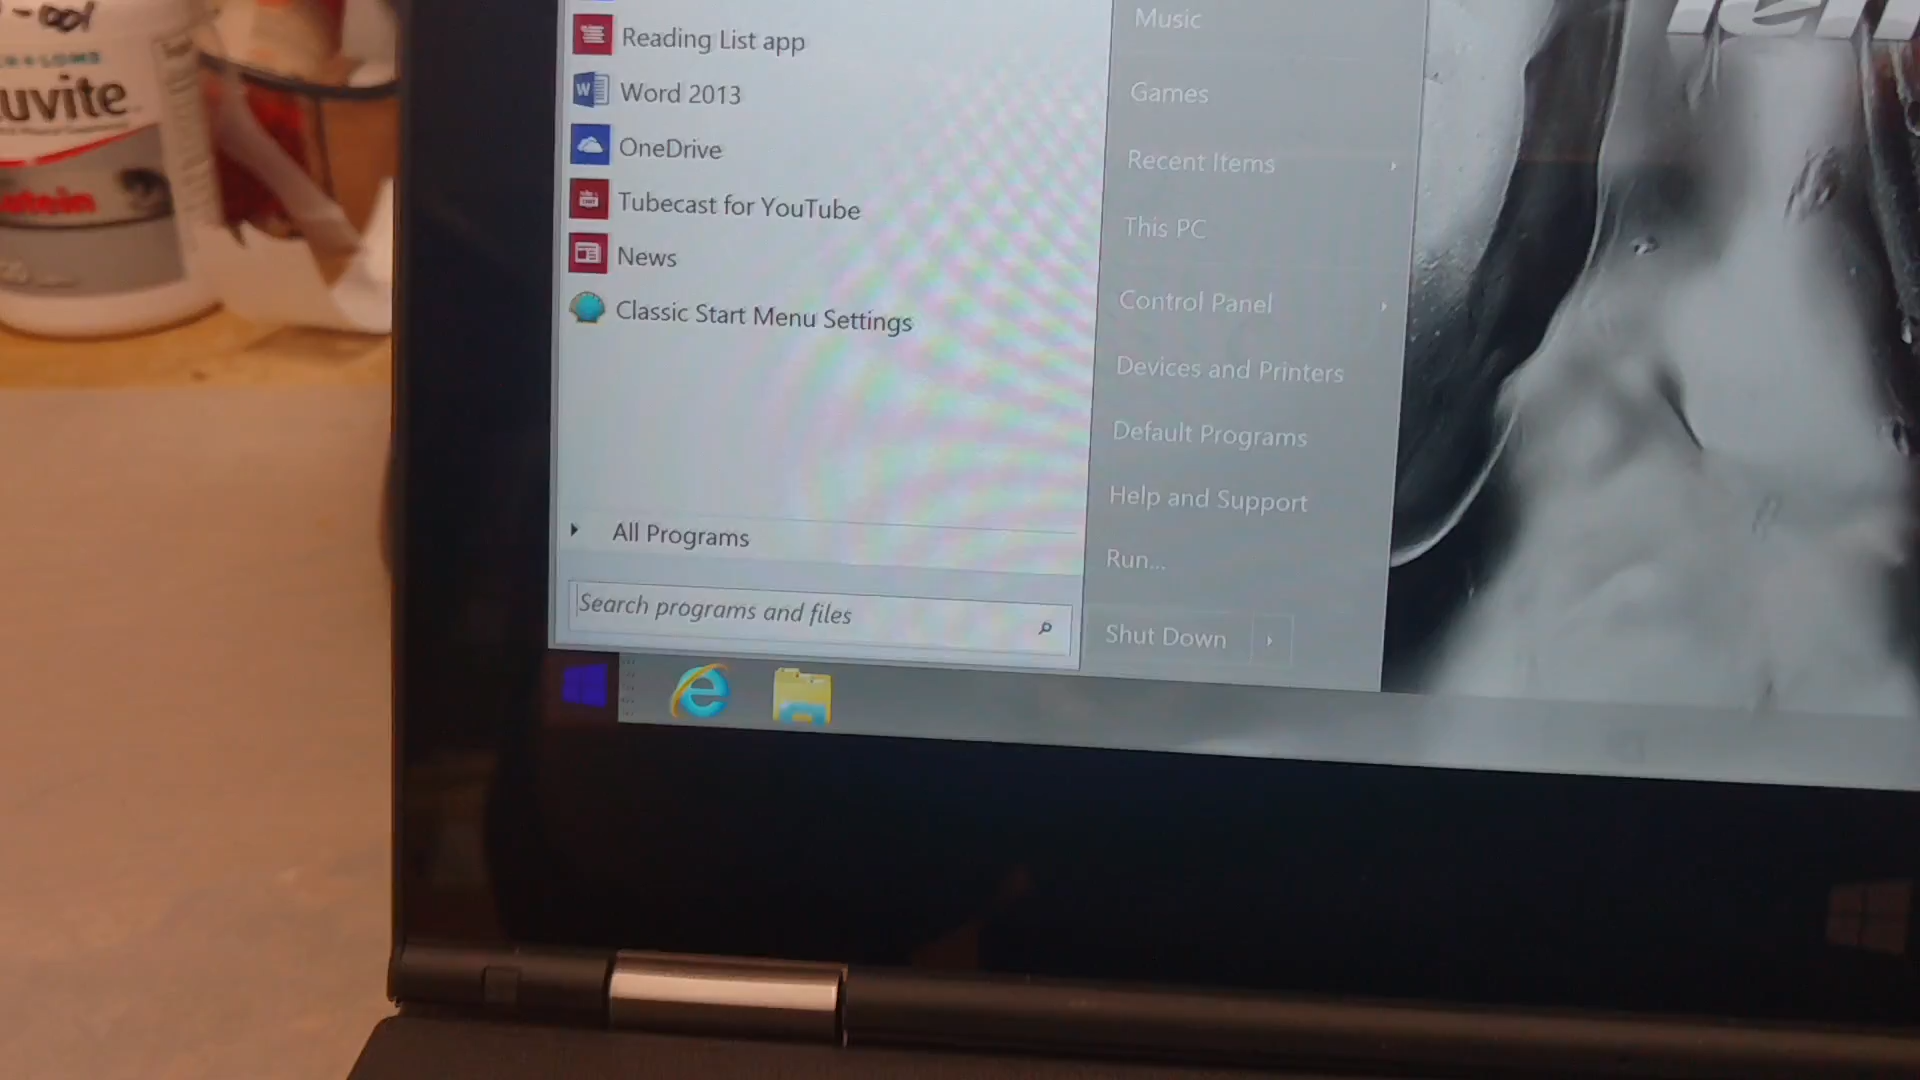 uvite
Reading List app
Word 2013
OneDrive
Tubecast for YouTube
News
Classic Start Menu Settings
All Programs
Search programs and files
Music
Games
Recent Items
This PC
Control Panel
Devices and Printers
Default Programs
Help and Support
Run...
Shut Down